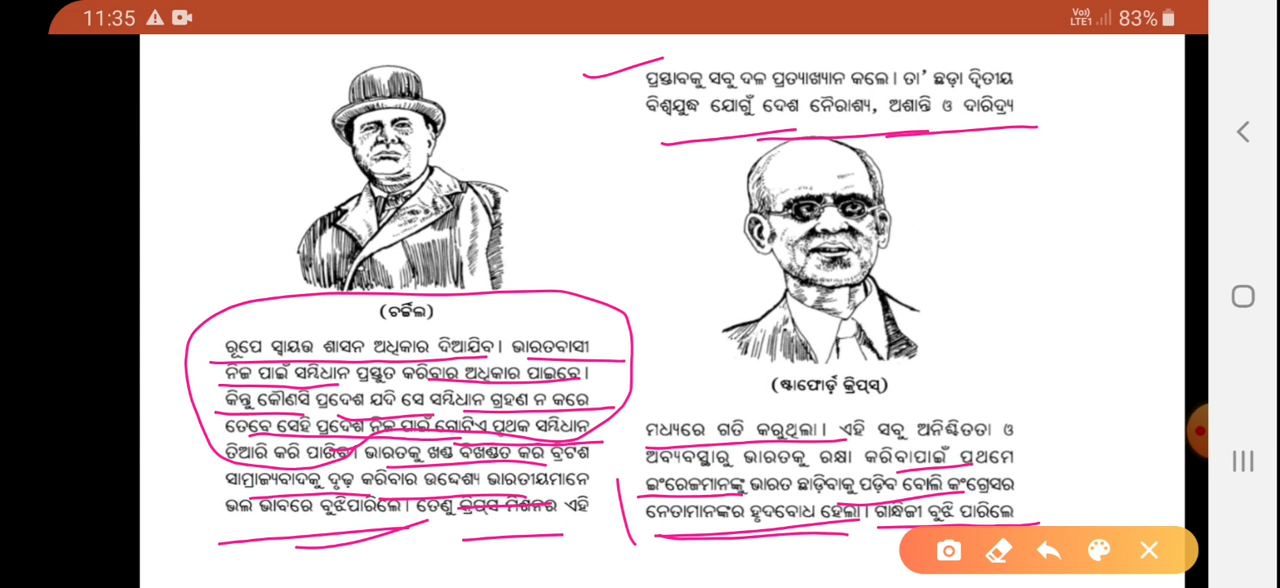 11:35
Vo)) LTE1 83%
(ଚର୍ଚ୍ଚିଲ)
ରୂପେ ସ୍ୱାୟତ୍ତ ଶାସନ ଅଧିକାର ଦିଆଯିବ। ଭାରତବାସୀ
ନିଜ ପାଇଁ ସମ୍ବିଧାନ ପ୍ରସ୍ତୁତ କରିବାର ଅଧିକାର ପାଇଛେ।
କିନ୍ତୁ କୌଣସି ପ୍ରଦେଶ ଯଦି ସେ ସମ୍ବିଧାନ ଗ୍ରହଣ ନ କରେ
ତେବେ ସେହି ପ୍ରଦେଶ ନିଜ ପାଇଁ ଗୋଟିଏ ପୃଥକ ସମ୍ବିଧାନ
ତିଆରି କରି ପାରିବ। ଭାରତକୁ ଖଣ୍ଡ ବିଖଣ୍ଡିତ କରି ବ୍ରିଟିଶ
ସାମ୍ରାଜ୍ୟବାଦକୁ ଦୃଢ଼ କରିବାର ଉଦ୍ଦେଶ୍ୟ ଭାରତୀୟମାନେ
ଭଲ ଭାବରେ ବୁଝିପାରିଲେ। ତେଣୁ କ୍ରିପ୍‌ସ ମିଶନର ଏହି
ପ୍ରସ୍ତାବକୁ ସବୁ ଦଳ ପ୍ରତ୍ୟାଖ୍ୟାନ କଲେ। ତା' ଛଡ଼ା ଦ୍ୱିତୀୟ
ବିଶ୍ୱଯୁଦ୍ଧ ଯୋଗୁଁ ଦେଶ ନୈରାଶ୍ୟ, ଅଶାନ୍ତି ଓ ଦାରିଦ୍ର୍ୟ
(ଷ୍ଟାଫୋର୍ଡ଼ କ୍ରିପ୍‌ସ୍)
ମଧ୍ୟରେ ଗତି କରୁଥିଲା। ଏହି ସବୁ ଅନିଶ୍ଚିତତା ଓ
ଅବ୍ୟବସ୍ଥାରୁ ଭାରତକୁ ରକ୍ଷା କରିବାପାଇଁ ପ୍ରଥମେ
ଇଂରେଜମାନଙ୍କୁ ଭାରତ ଛାଡ଼ିବାକୁ ପଡ଼ିବ ବୋଲି କଂଗ୍ରେସର
ନେତାମାନଙ୍କର ହୃଦବୋଧ ହେଲା। ଗାନ୍ଧିଜୀ ବୁଝି ପାରିଲେ